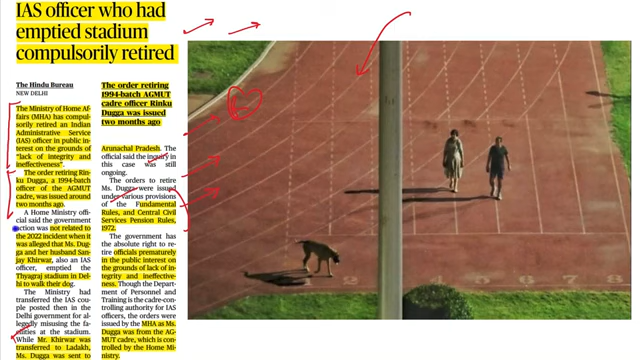 IAS officer who had
emptied stadium
compulsorily retired
The Hindu Bureau
NEW DELHI
The Ministry of Home Af-
fairs (MHA) has compul-
sorily retired an Indian
Administrative Service
(IAS) officer in public in-
terest on the grounds of
"lack of integrity and
ineffectiveness".
The order retiring Rin-
ku Dugga, a 1994-batch
officer of the AGMUT
cadre, was issued around
two months ago.
A Home Ministry offi-
cial said the government
action was not related to
the 2022 incident when it
was alleged that Ms. Dug-
ga and her husband San-
jay Khirwar, also an IAS
officer, emptied the
Thyagraj stadium in Del-
hi to walk their dog.
The Ministry had
transferred the IAS cou-
ple posted then in the
Delhi government for al-
legedly misusing the fa-
cilities at the stadium.
While Mr. Khirwar was
transferred to Ladakh,
Ms. Dugga was sent to
The order retiring
1994-batch AGMUT
cadre officer Rinku
Dugga was issued
two months ago
Arunachal Pradesh. The
official said the inquiry in
this case was still
ongoing.
The orders to retire
Ms. Dugga were issued
under various provisions
of the Fundamental
Rules, and Central Civil
Services Pension Rules,
1972.
The government has
the absolute right to re-
tire officials prematurely
in the public interest on
the grounds of lack of in-
tegrity and ineffective-
ness. Though the Depart-
ment of Personnel and
Training is the cadre-con-
trolling authority for IAS
officers, the orders were
issued by the MHA as Ms.
Dugga was from the AG-
MUT cadre, which is con-
trolled by the Home Mi-
nistry.